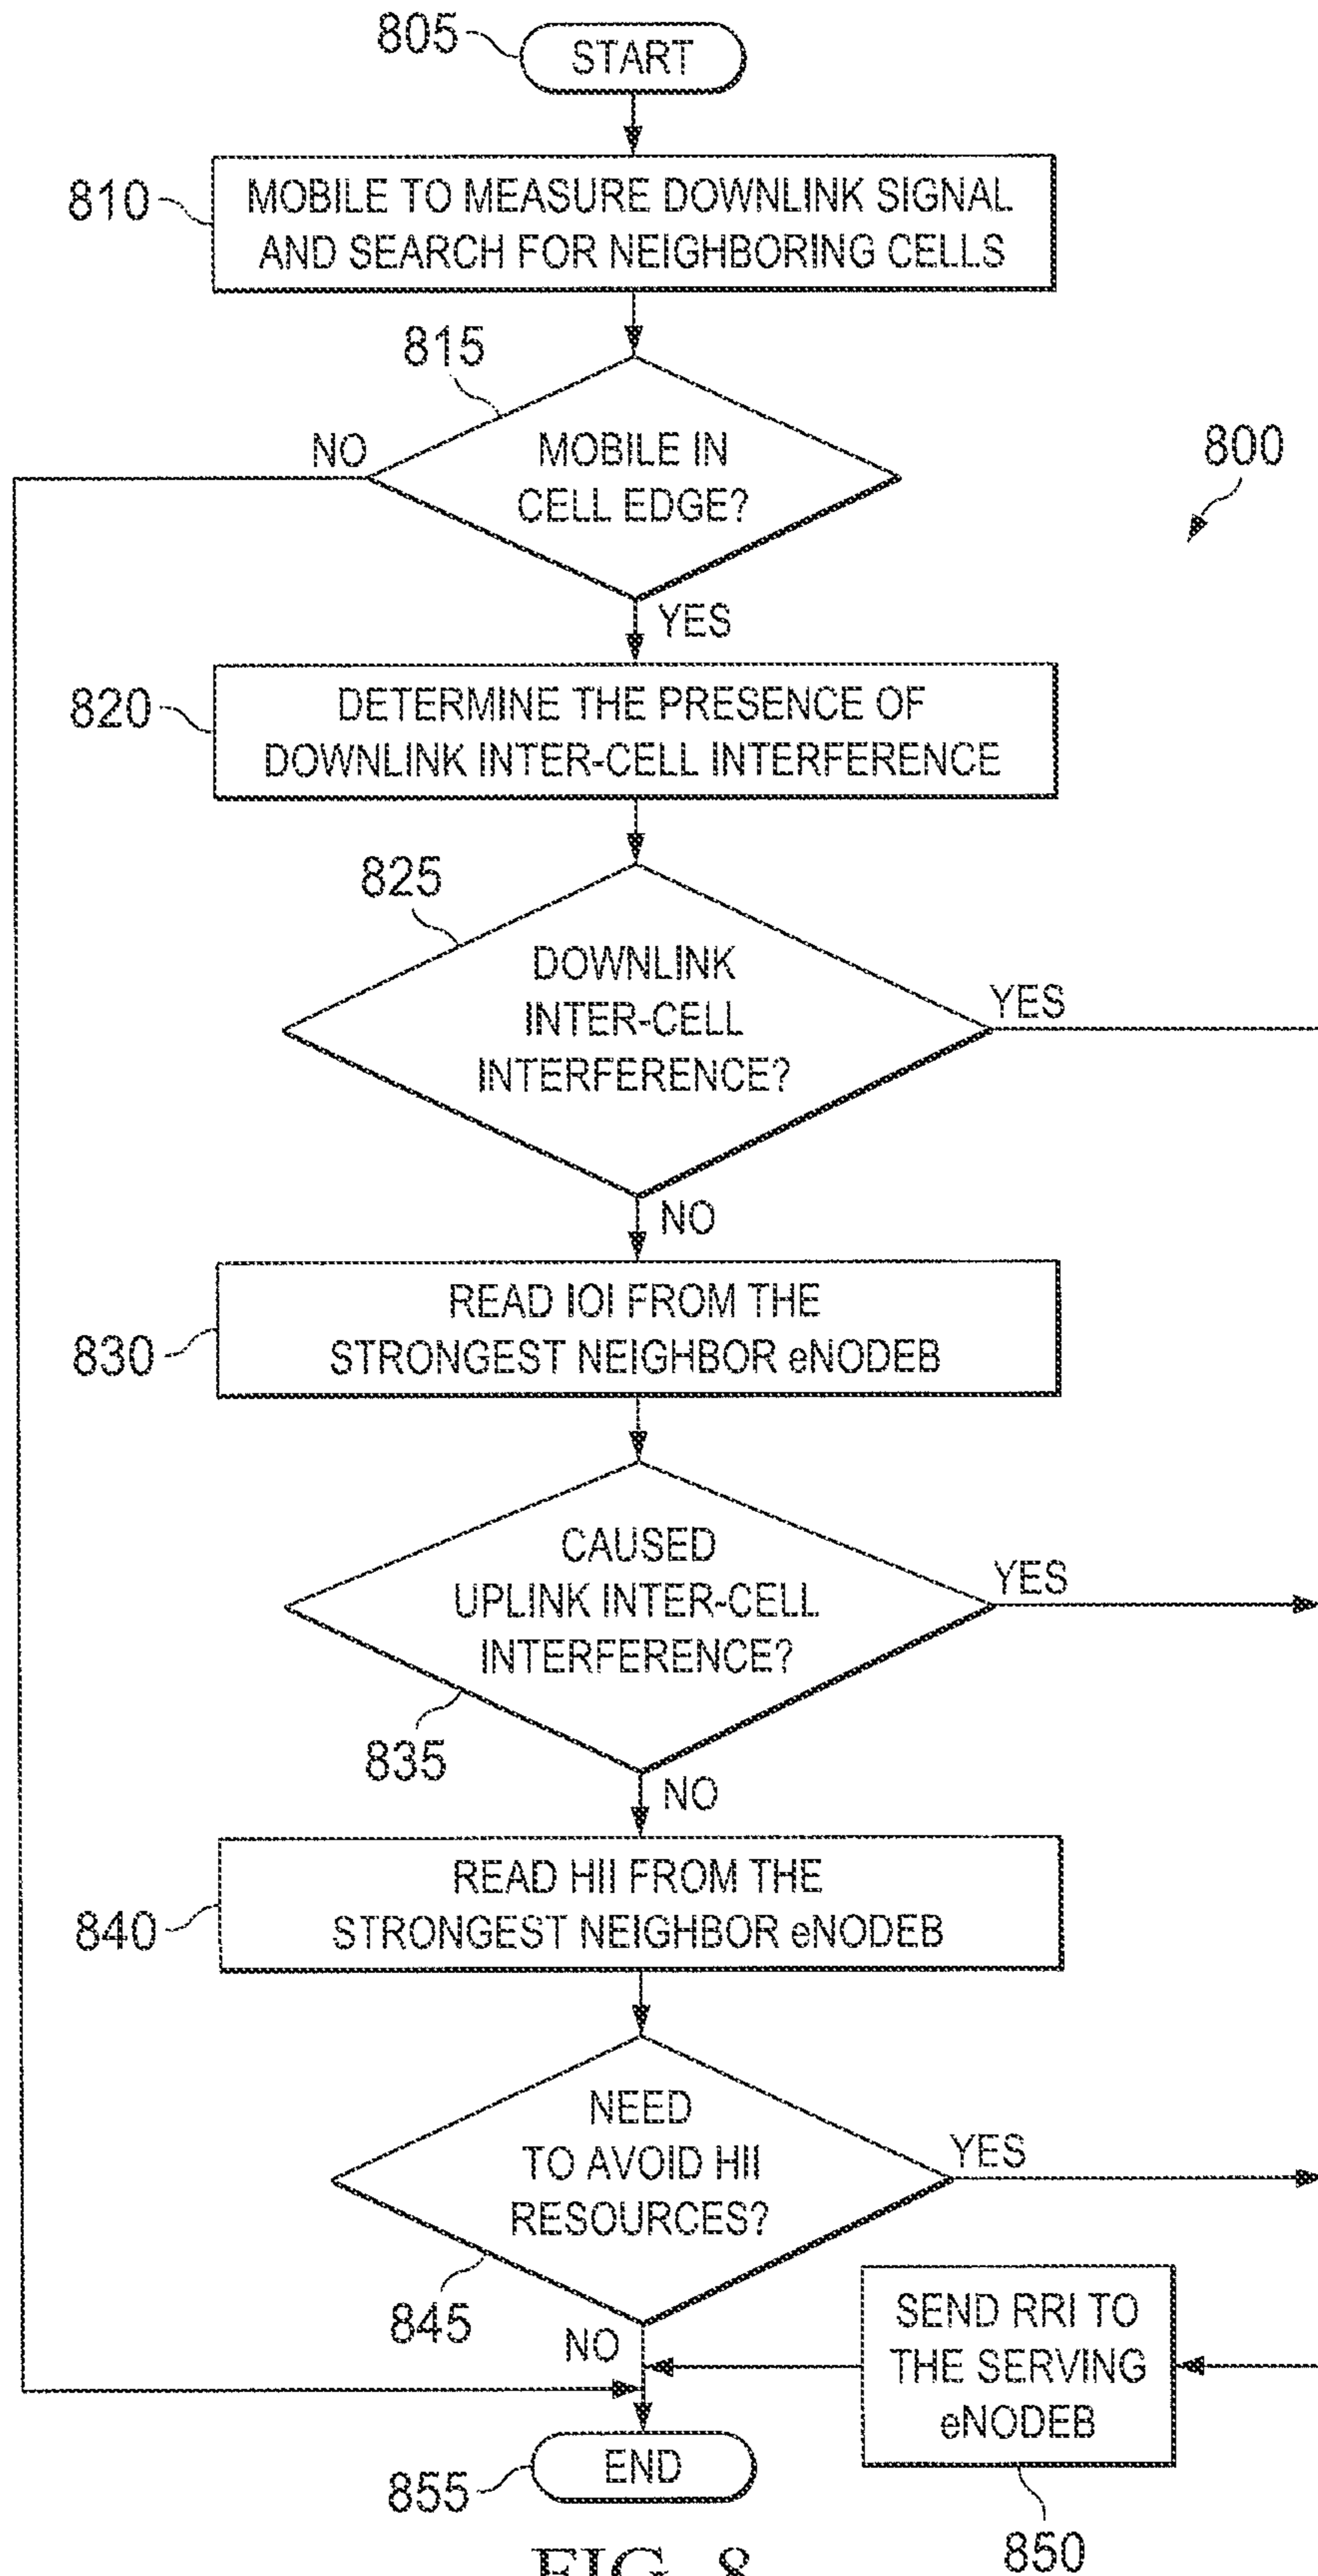 805
START
810
MOBILE TO MEASURE DOWNLINK SIGNAL
AND SEARCH FOR NEIGHBORING CELLS
815
NO
MOBILE IN
CELL EDGE?
800
YES
820
DETERMINE THE PRESENCE OF
DOWNLINK INTER-CELL INTERFERENCE
825
DOWNLINK
INTER-CELL
INTERFERENCE?
YES
NO
830
READ IOI FROM THE
STRONGEST NEIGHBOR eNODEB
CAUSED
UPLINK INTER-CELL
INTERFERENCE?
YES
835
NO
840
READ HII FROM THE
STRONGEST NEIGHBOR eNODEB
NEED
TO AVOID HII
RESOURCES?
YES
845
NO
SEND RRI TO
THE SERVING
eNODEB
855
END
850
FIG. 8